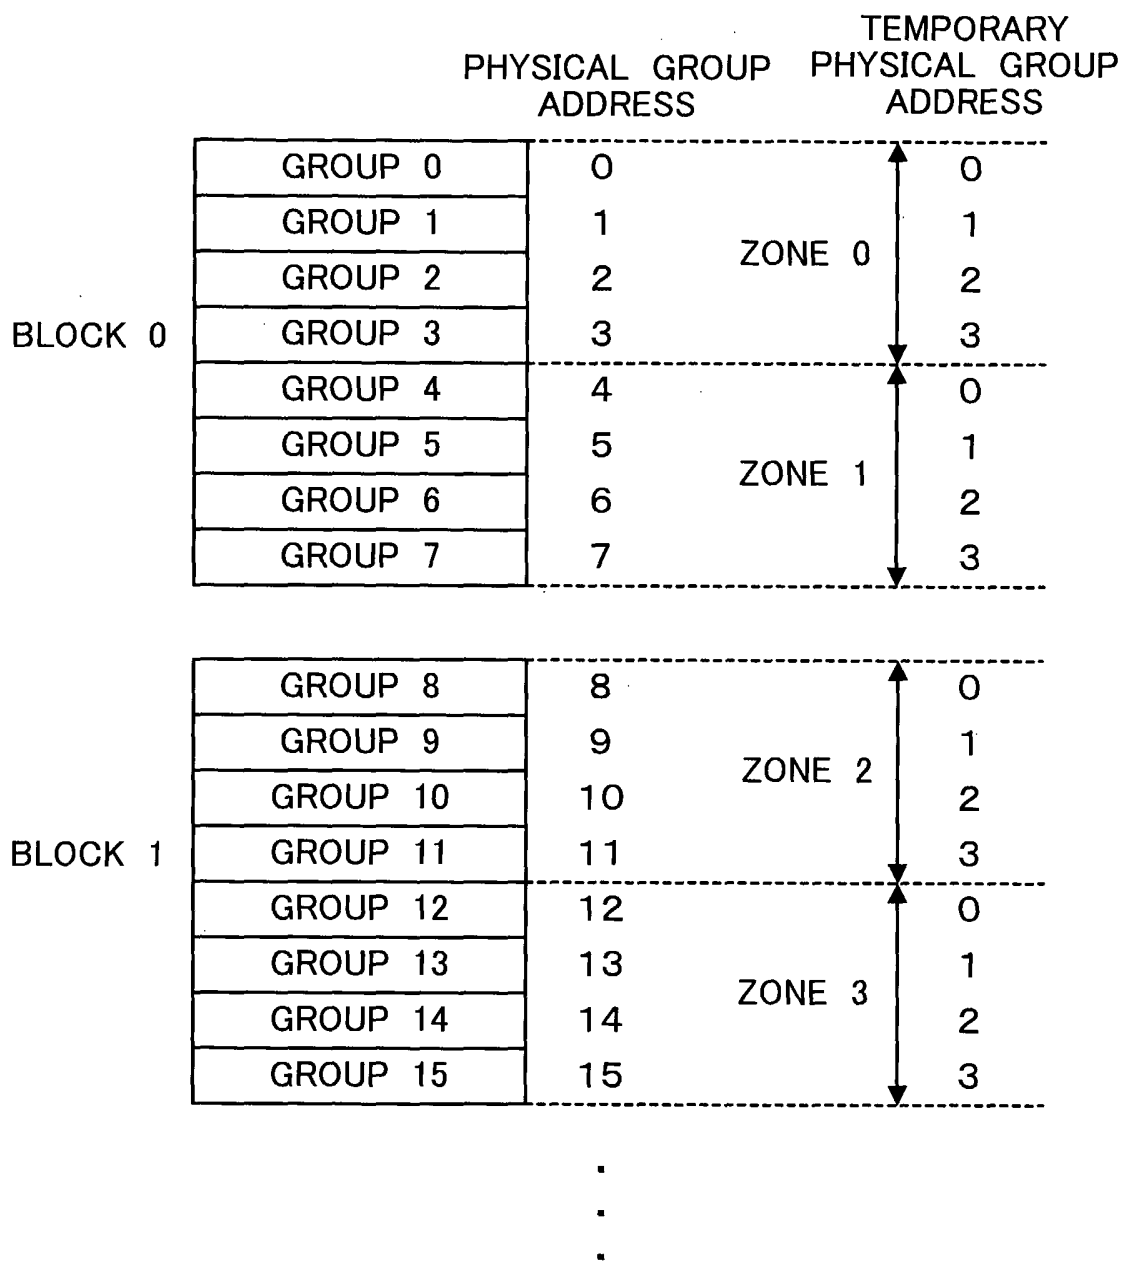 TEMPORARY
PHYSICAL GROUP PHYSICAL GROUP
ADDRESS ADDRESS
GROUP 0 0 0
GROUP 1 1 1
ZONE 0
GROUP 2 2 2
BLOCK 0 GROUP 3 3 3
GROUP 4 4 0
GROUP 5 5 1
ZONE 1
GROUP 6 6 2
GROUP 7 7 3
GROUP 8 8 0
GROUP 9 9 1
ZONE 2
GROUP 10 10 2
BLOCK 1 GROUP 11 11 3
GROUP 12 12 0
GROUP 13 13 1
ZONE 3
GROUP 14 14 2
GROUP 15 15 3
.
.
.